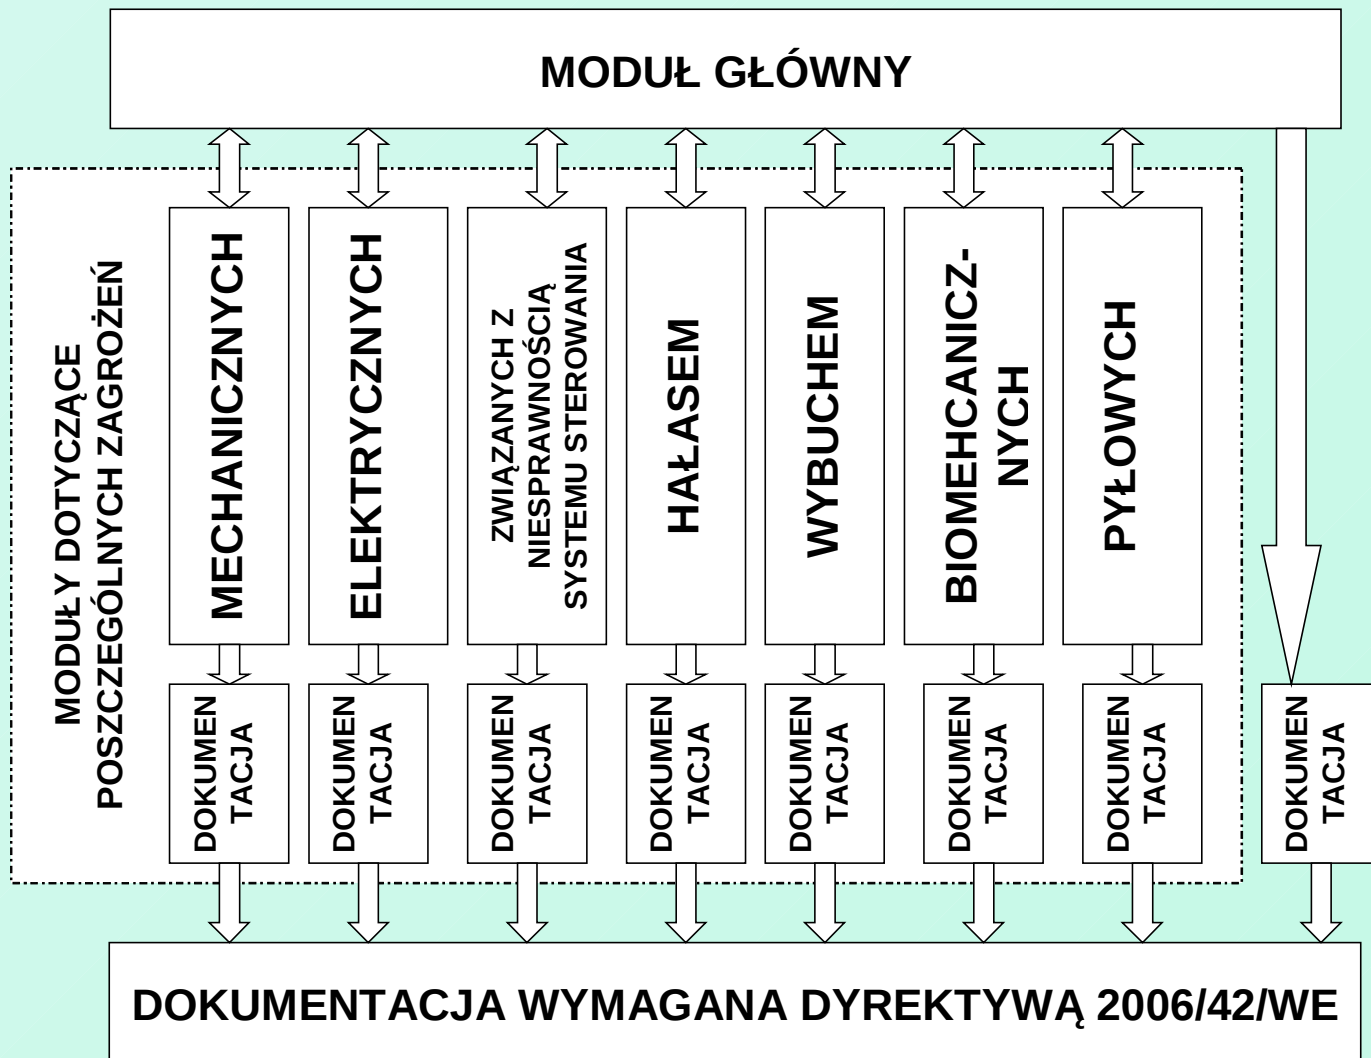 MODUŁ GŁÓWNY
MODUŁY DOTYCZĄCE
POSZCZEGÓLNYCH ZAGROŻEŃ
MECHANICZNYCH
ELEKTRYCZNYCH
ZWIĄZANYCH Z
NIESPRAWNOŚCIĄ
SYSTEMU STEROWANIA
HAŁASEM
WYBUCHEM
BIOMEHCANICZ-
NYCH
PYŁOWYCH
DOKUMEN
TACJA
DOKUMEN
TACJA
DOKUMEN
TACJA
DOKUMEN
TACJA
DOKUMEN
TACJA
DOKUMEN
TACJA
DOKUMEN
TACJA
DOKUMEN
TACJA
DOKUMENTACJA WYMAGANA DYREKTYWĄ 2006/42/WE